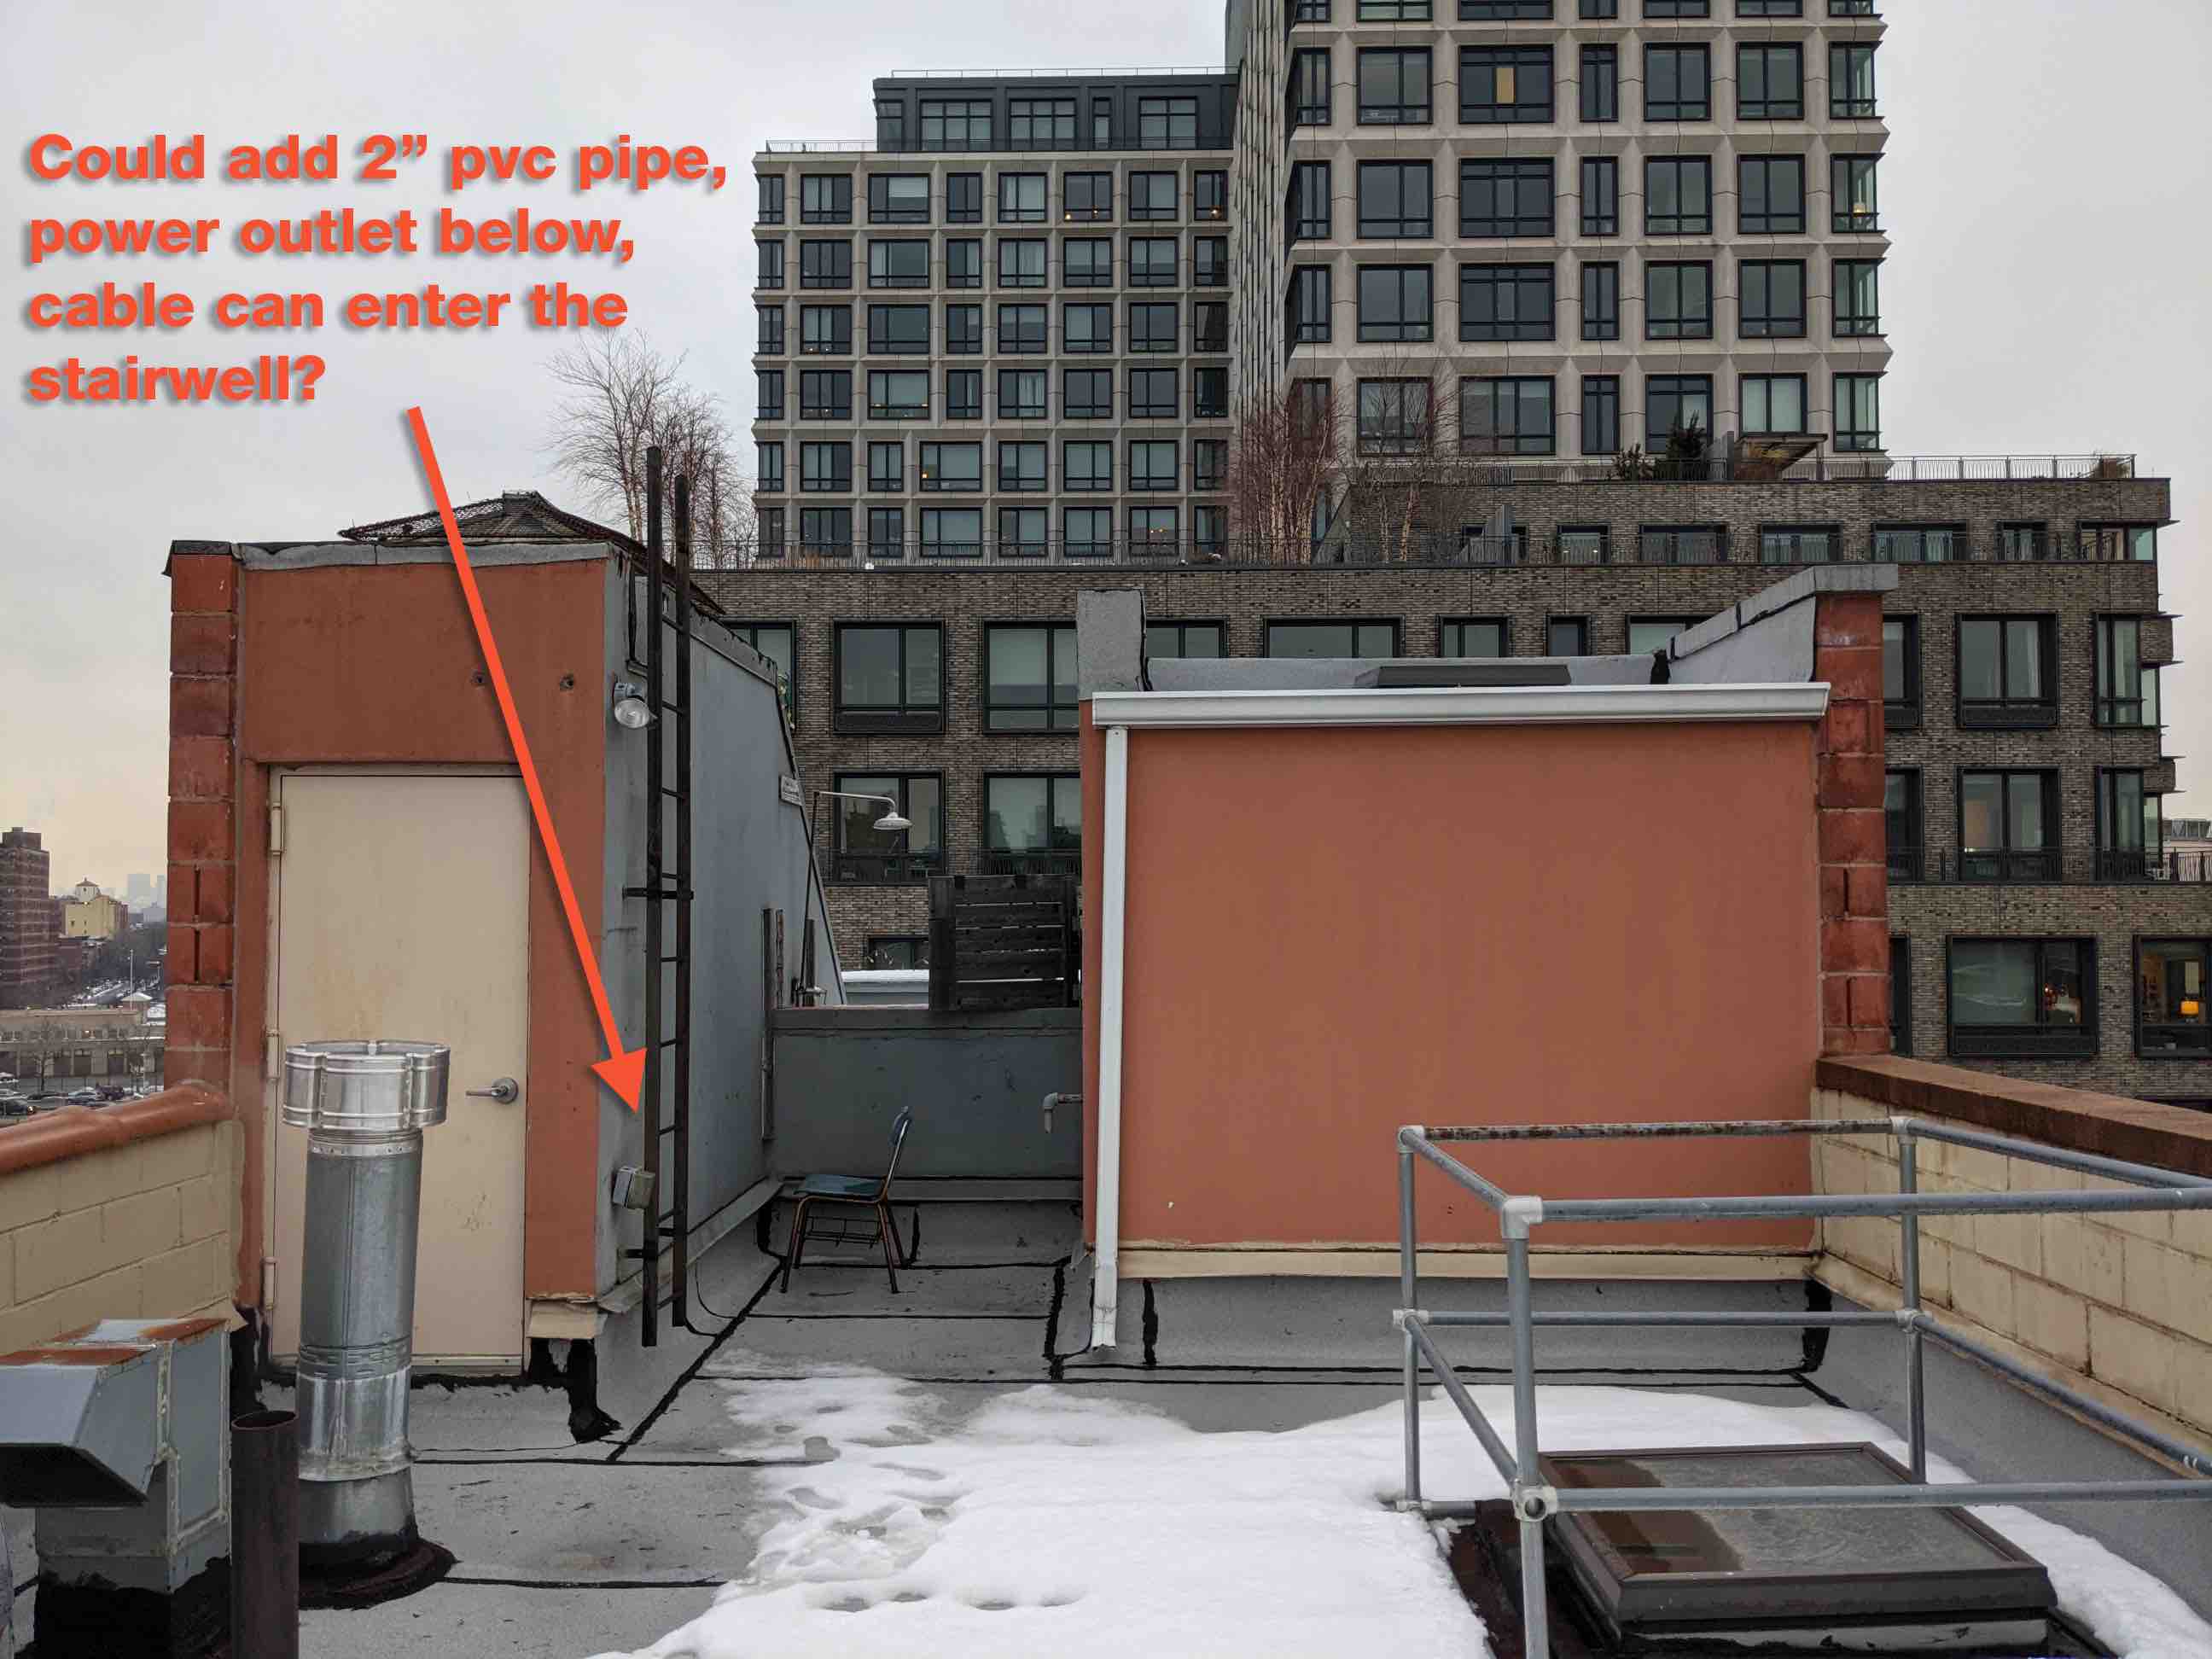 Could add 2” pvc pipe,
power outlet below,
cable can enter the
stairwell?